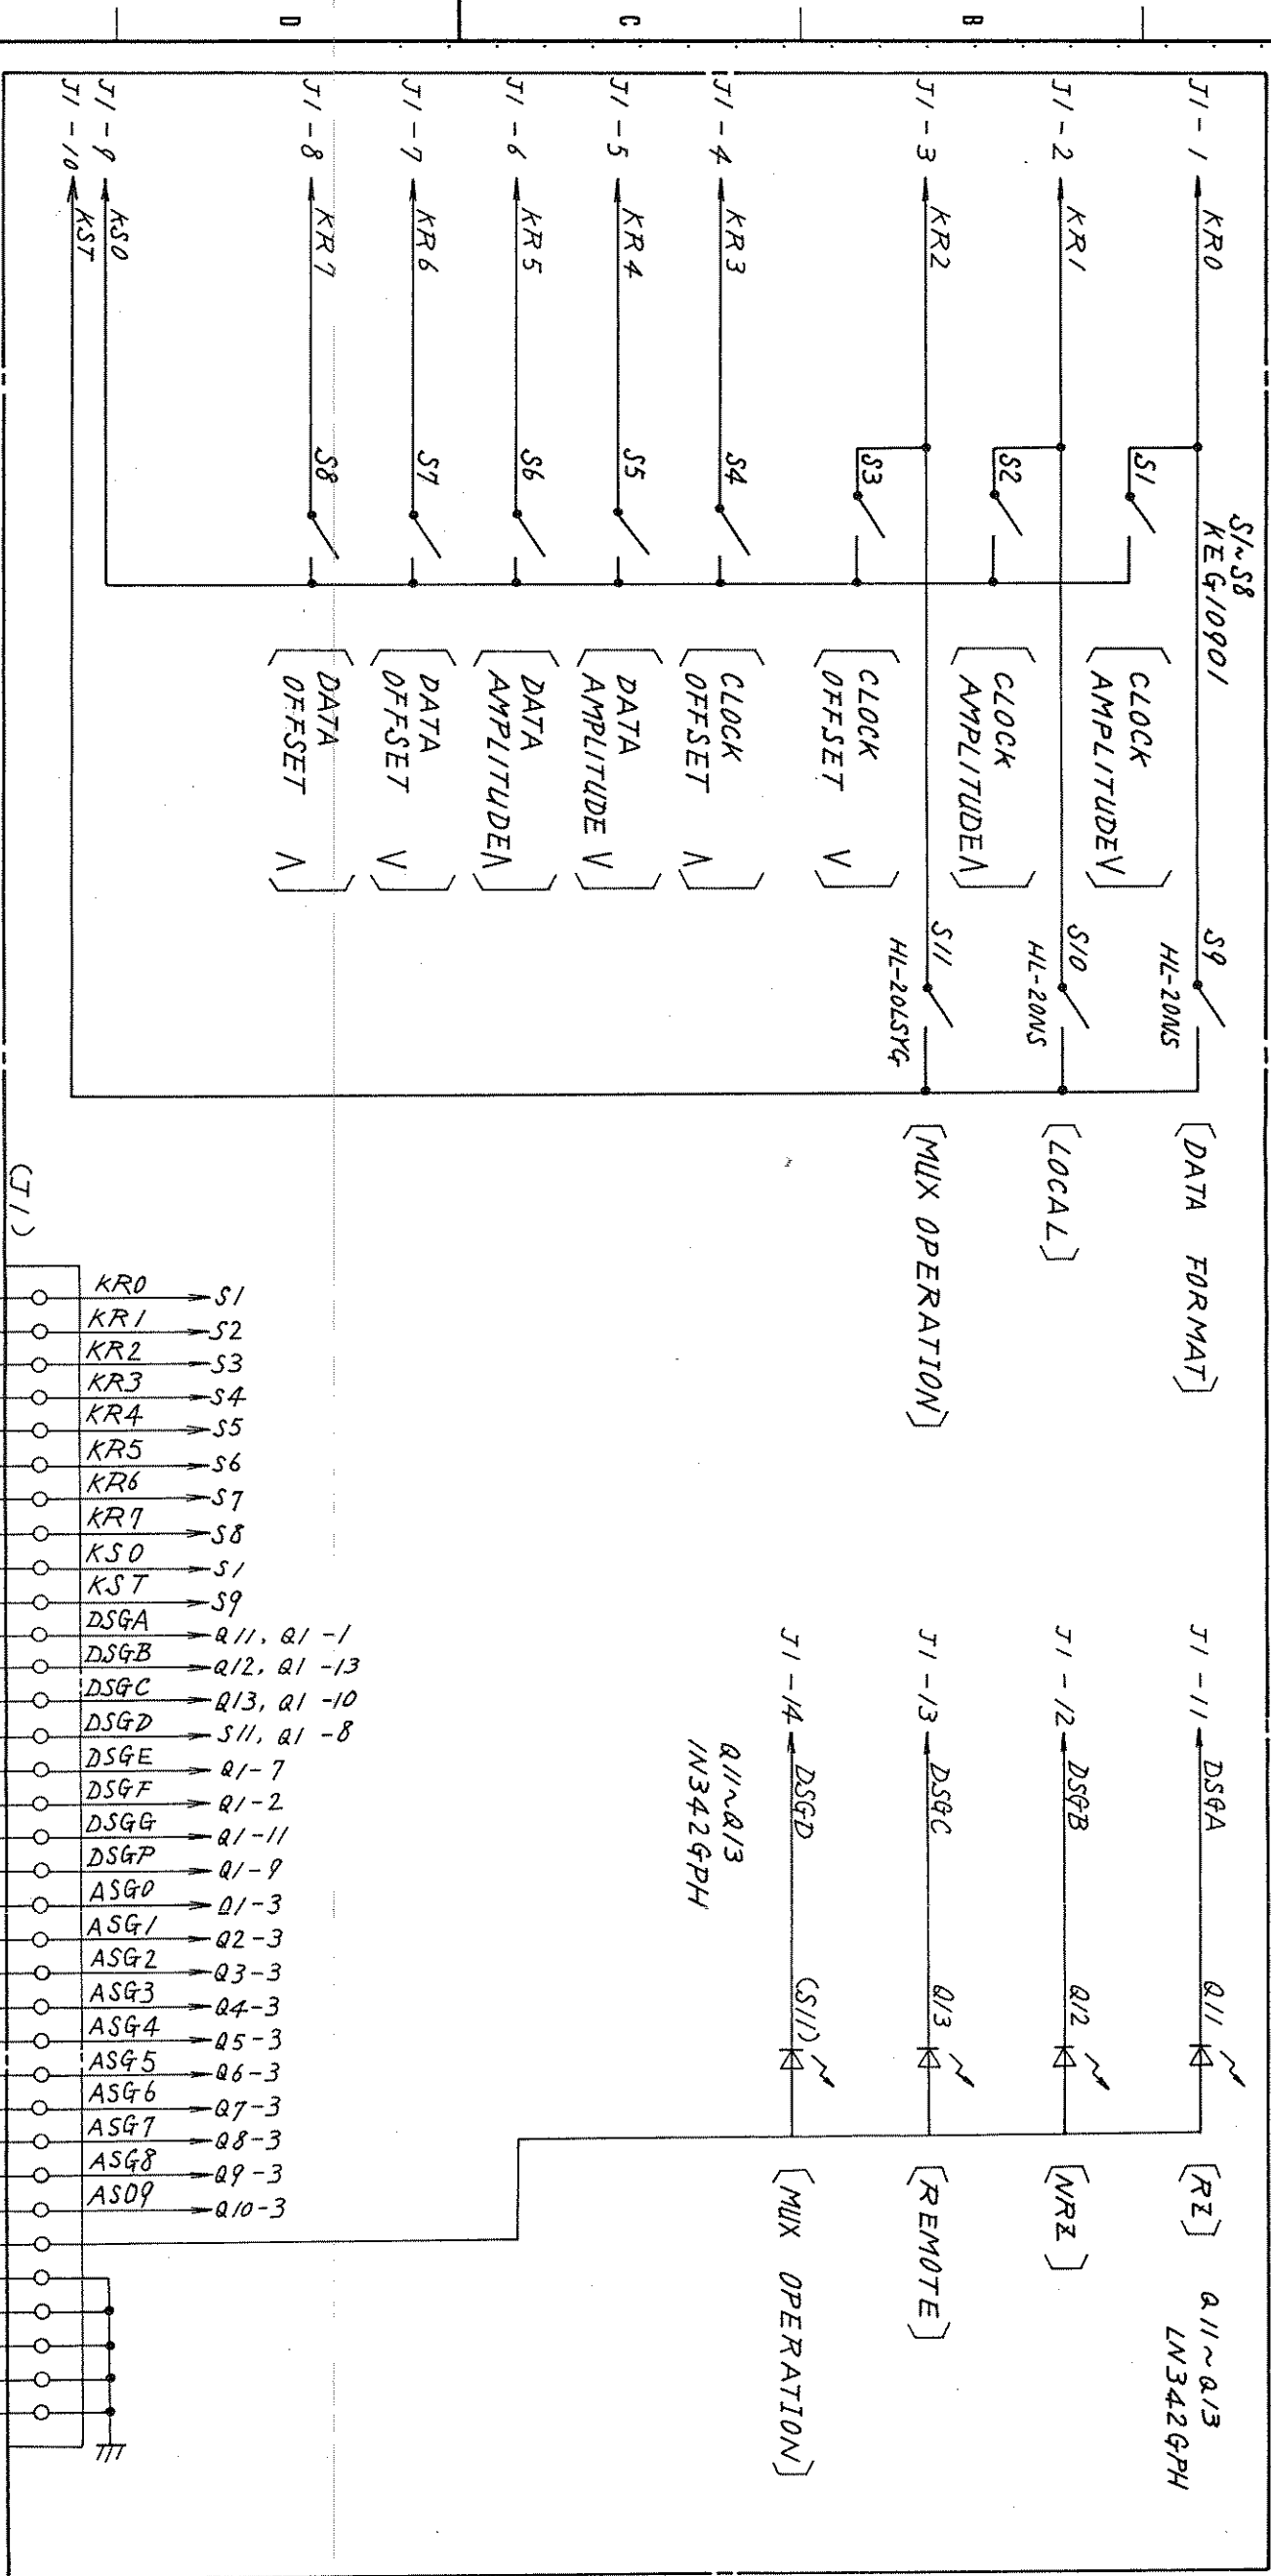 D
C
B
S1~S8
KEG10901
J1-1
KR0
S1
CLOCK
AMPLITUDE V
S9
HL-20NS
[DATA FORMAT]
J1-2
KR1
S2
CLOCK
AMPLITUDE Λ
S10
HL-20NS
[LOCAL]
J1-3
KR2
S3
CLOCK
OFFSET V
S11
HL-20LSYG
[MUX OPERATION]
J1-4
KR3
S4
CLOCK
OFFSET Λ
J1-5
KR4
S5
DATA
AMPLITUDE V
J1-6
KR5
S6
DATA
AMPLITUDE Λ
J1-7
KR6
S7
DATA
OFFSET V
J1-8
KR7
S8
DATA
OFFSET Λ
J1-9
KS0
J1-10
KST
J1-11
DSGA
Q11
[RZ]
Q11~Q13
LN342GPH
J1-12
DSGB
Q12
[NRZ]
J1-13
DSGC
Q13
[REMOTE]
J1-14
DSGD
(S11)
[MUX OPERATION]
Q11~Q13
1N342GPH
(J1)
KR0 S1
KR1 S2
KR2 S3
KR3 S4
KR4 S5
KR5 S6
KR6 S7
KR7 S8
KS0 S1
KST S9
DSGA Q11, Q1-1
DSGB Q12, Q1-13
DSGC Q13, Q1-10
DSGD S11, Q1-8
DSGE Q1-7
DSGF Q1-2
DSGG Q1-11
DSGP Q1-9
ASG0 Q1-3
ASG1 Q2-3
ASG2 Q3-3
ASG3 Q4-3
ASG4 Q5-3
ASG5 Q6-3
ASG6 Q7-3
ASG7 Q8-3
ASG8 Q9-3
ASD9 Q10-3